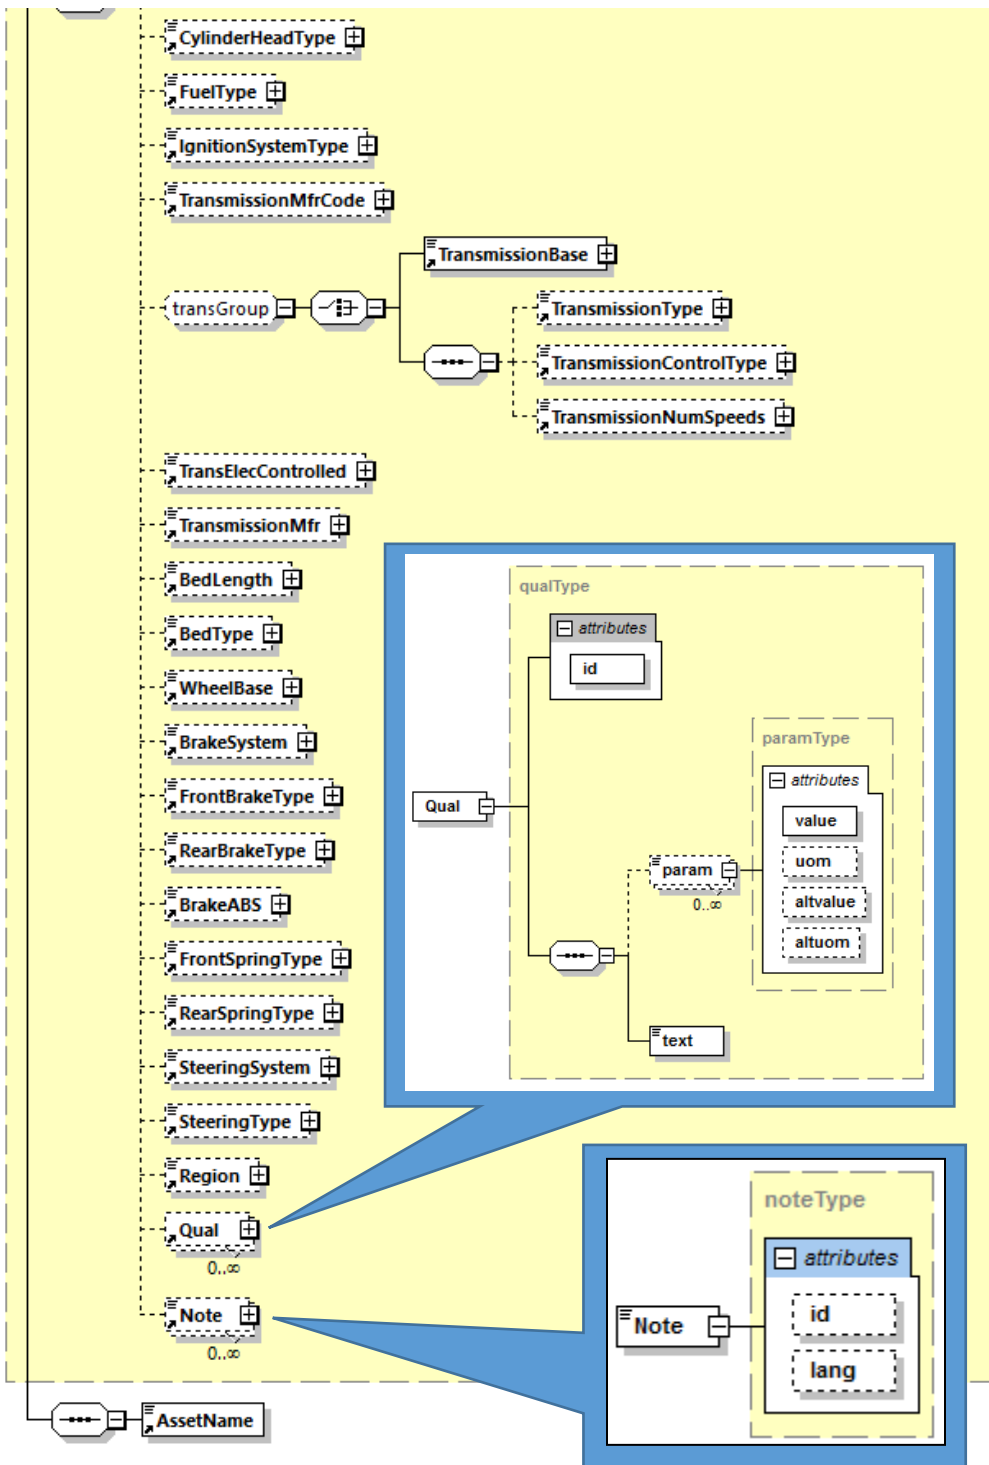 CylinderHeadType
FuelType
IgnitionSystemType
TransmissionMfrCode
TransmissionBase
transGroup
TransmissionType
TransmissionControlType
TransmissionNumSpeeds
TransElecControlled
TransmissionMfr
BedLength
BedType
WheelBase
BrakeSystem
FrontBrakeType
RearBrakeType
BrakeABS
FrontSpringType
RearSpringType
SteeringSystem
SteeringType
Region
Qual
0..∞
Note
0..∞
AssetName
qualType
attributes
id
Qual
paramType
attributes
value
uom
altvalue
altuom
param
0..∞
text
noteType
attributes
Note
id
lang